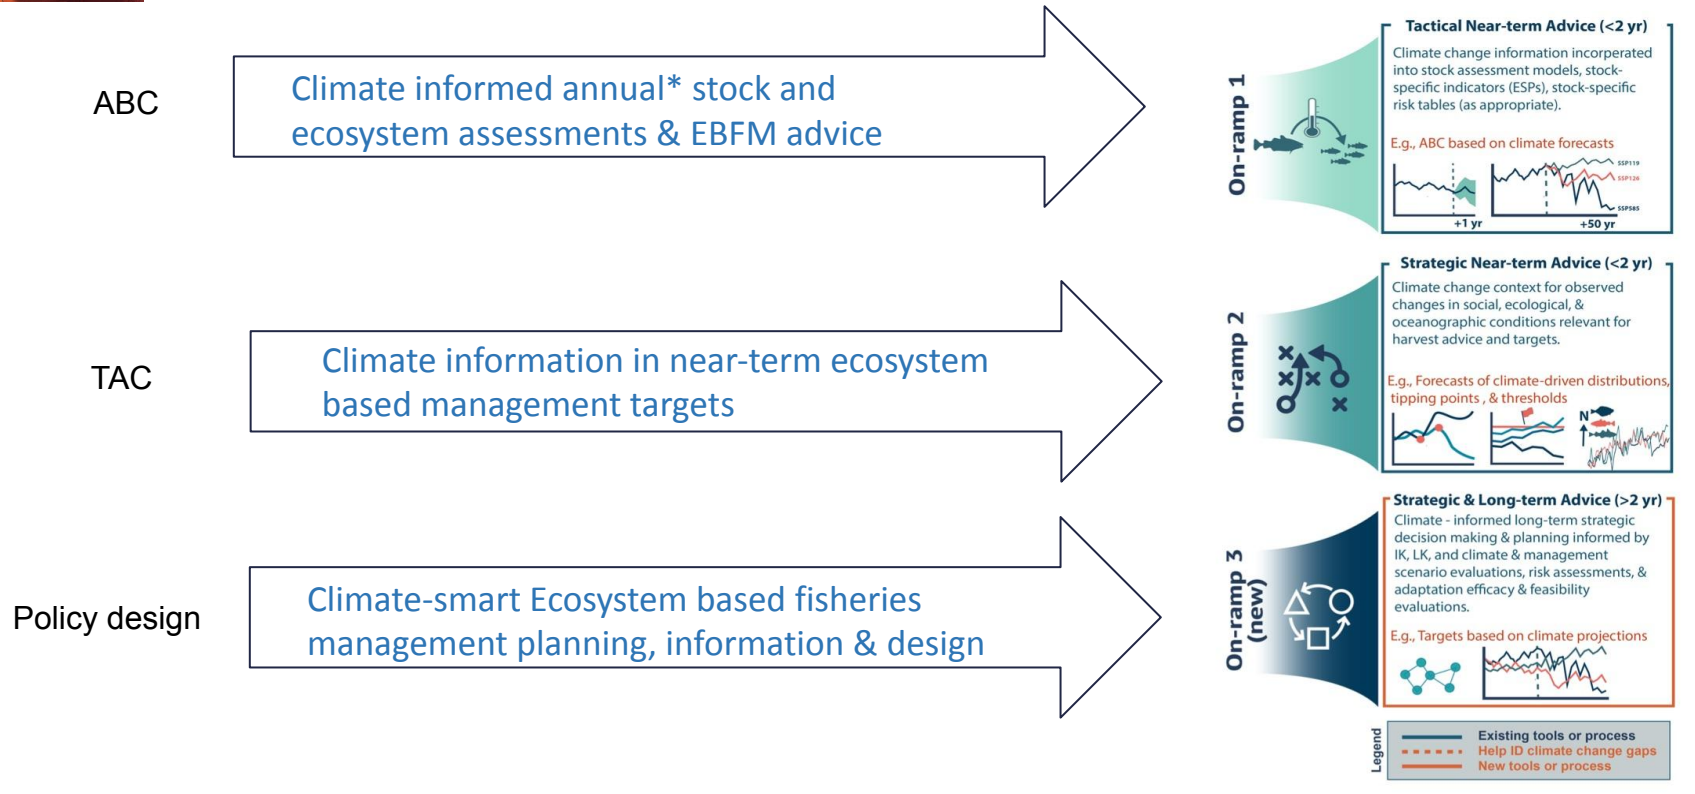 ABC
Climate informed annual* stock and
ecosystem assessments & EBFM advice
On-ramp 1
Tactical Near-term Advice (<2 yr)
Climate change information incorperated
into stock assessment models, stock-
specific indicators (ESPs), stock-specific
risk tables (as appropriate).
E.g., ABC based on climate forecasts
SSP119
SSP126
SSP585
+1 yr
+50 yr
TAC
Climate information in near-term ecosystem
based management targets
On-ramp 2
Strategic Near-term Advice (<2 yr)
Climate change context for observed
changes in social, ecological, &
oceanographic conditions relevant for
harvest advice and targets.
E.g., Forecasts of climate-driven distributions,
tipping points , & thresholds
N
Policy design
Climate-smart Ecosystem based fisheries
management planning, information & design
On-ramp 3
(new)
Strategic & Long-term Advice (>2 yr)
Climate - informed long-term strategic
decision making & planning informed by
IK, LK, and climate & management
scenario evaluations, risk assessments, &
adaptation efficacy & feasibility
evaluations.
E.g., Targets based on climate projections
Legend
Existing tools or process
Help ID climate change gaps
New tools or process